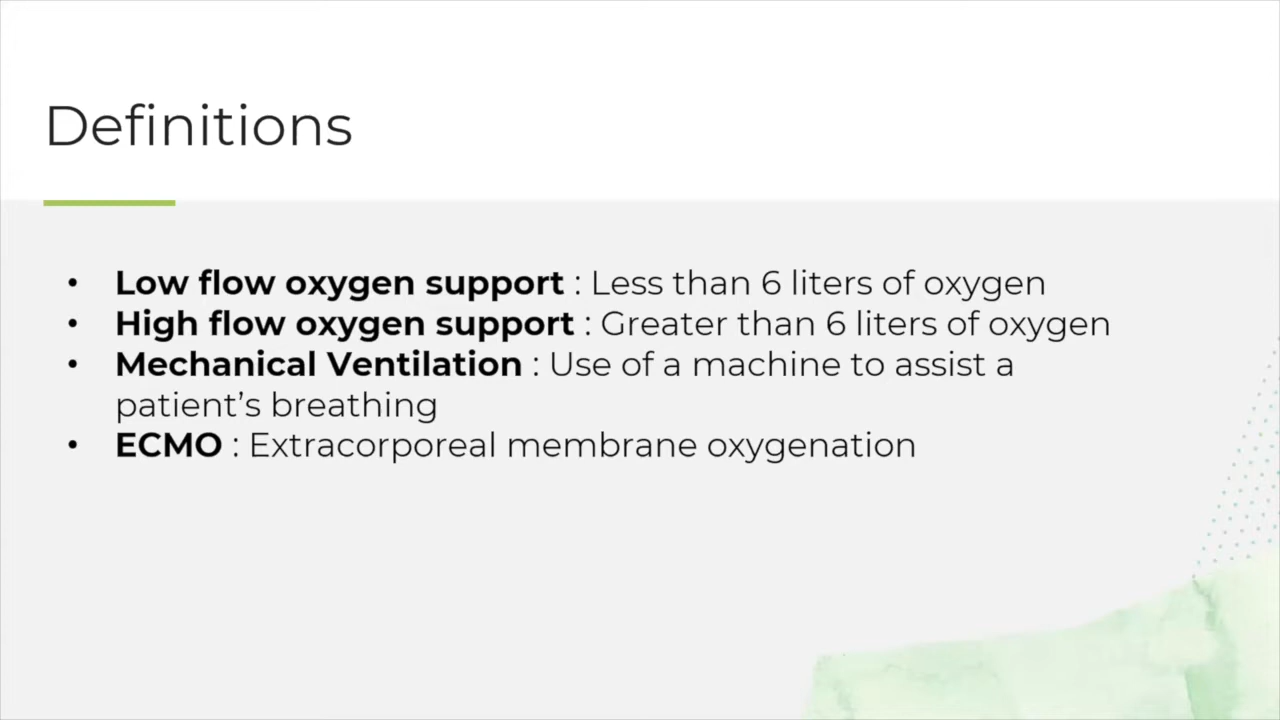 Definitions
• Low flow oxygen support : Less than 6 liters of oxygen
• High flow oxygen support : Greater than 6 liters of oxygen
• Mechanical Ventilation : Use of a machine to assist a
patient’s breathing
• ECMO : Extracorporeal membrane oxygenation